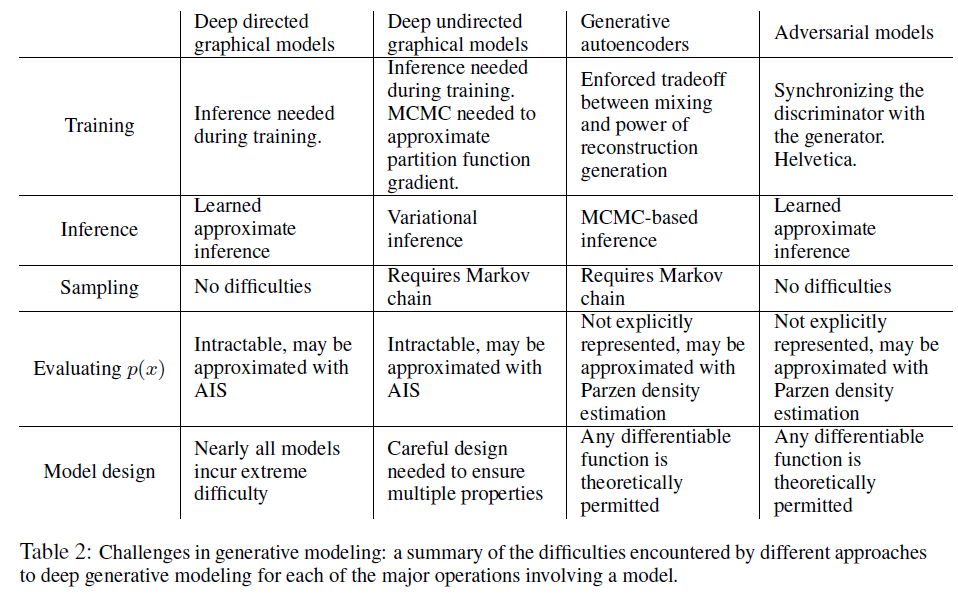 Deep directed graphical models
Deep undirected graphical models
Generative autoencoders
Adversarial models
Training
Inference needed during training.
Inference needed during training. MCMC needed to approximate partition function gradient.
Enforced tradeoff between mixing and power of reconstruction generation
Synchronizing the discriminator with the generator. Helvetica.
Inference
Learned approximate inference
Variational inference
MCMC-based inference
Learned approximate inference
Sampling
No difficulties
Requires Markov chain
Requires Markov chain
No difficulties
Evaluating p(x)
Intractable, may be approximated with AIS
Intractable, may be approximated with AIS
Not explicitly represented, may be approximated with Parzen density estimation
Not explicitly represented, may be approximated with Parzen density estimation
Model design
Nearly all models incur extreme difficulty
Careful design needed to ensure multiple properties
Any differentiable function is theoretically permitted
Any differentiable function is theoretically permitted
Table 2: Challenges in generative modeling: a summary of the difficulties encountered by different approaches
to deep generative modeling for each of the major operations involving a model.